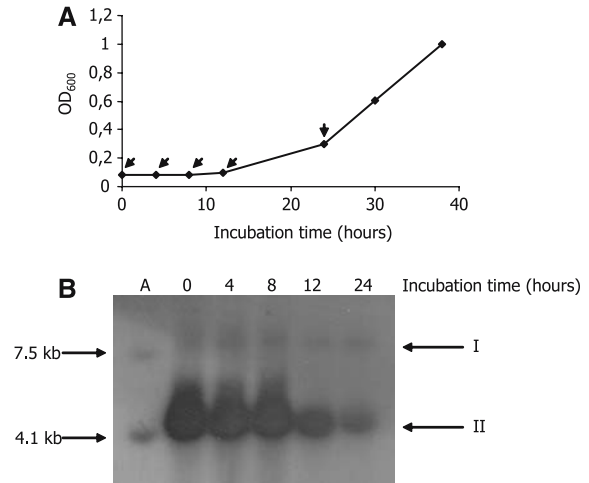 A
1,2
1
0,8
0,6
0,4
0,2
0
OD600
0 10 20 30 40
Incubation time (hours)
B
A 0 4 8 12 24 Incubation time (hours)
7.5 kb
I
4.1 kb
II